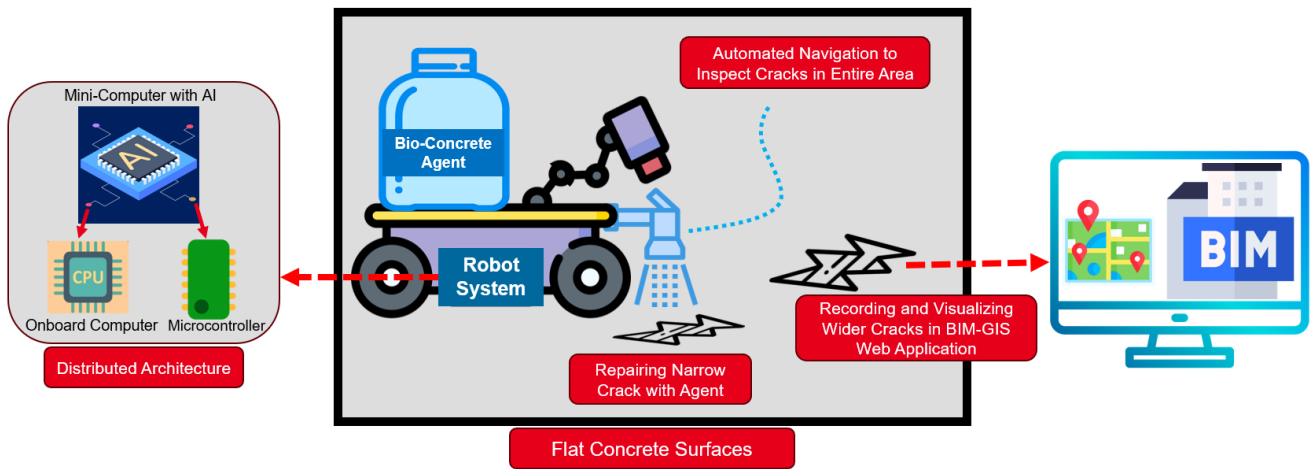 Mini-Computer with AI
AI
CPU
Onboard Computer
Microcontroller
Distributed Architecture
Bio-Concrete
Agent
Robot
System
Automated Navigation to
Inspect Cracks in Entire Area
Repairing Narrow
Crack with Agent
Recording and Visualizing
Wider Cracks in BIM-GIS
Web Application
BIM
Flat Concrete Surfaces